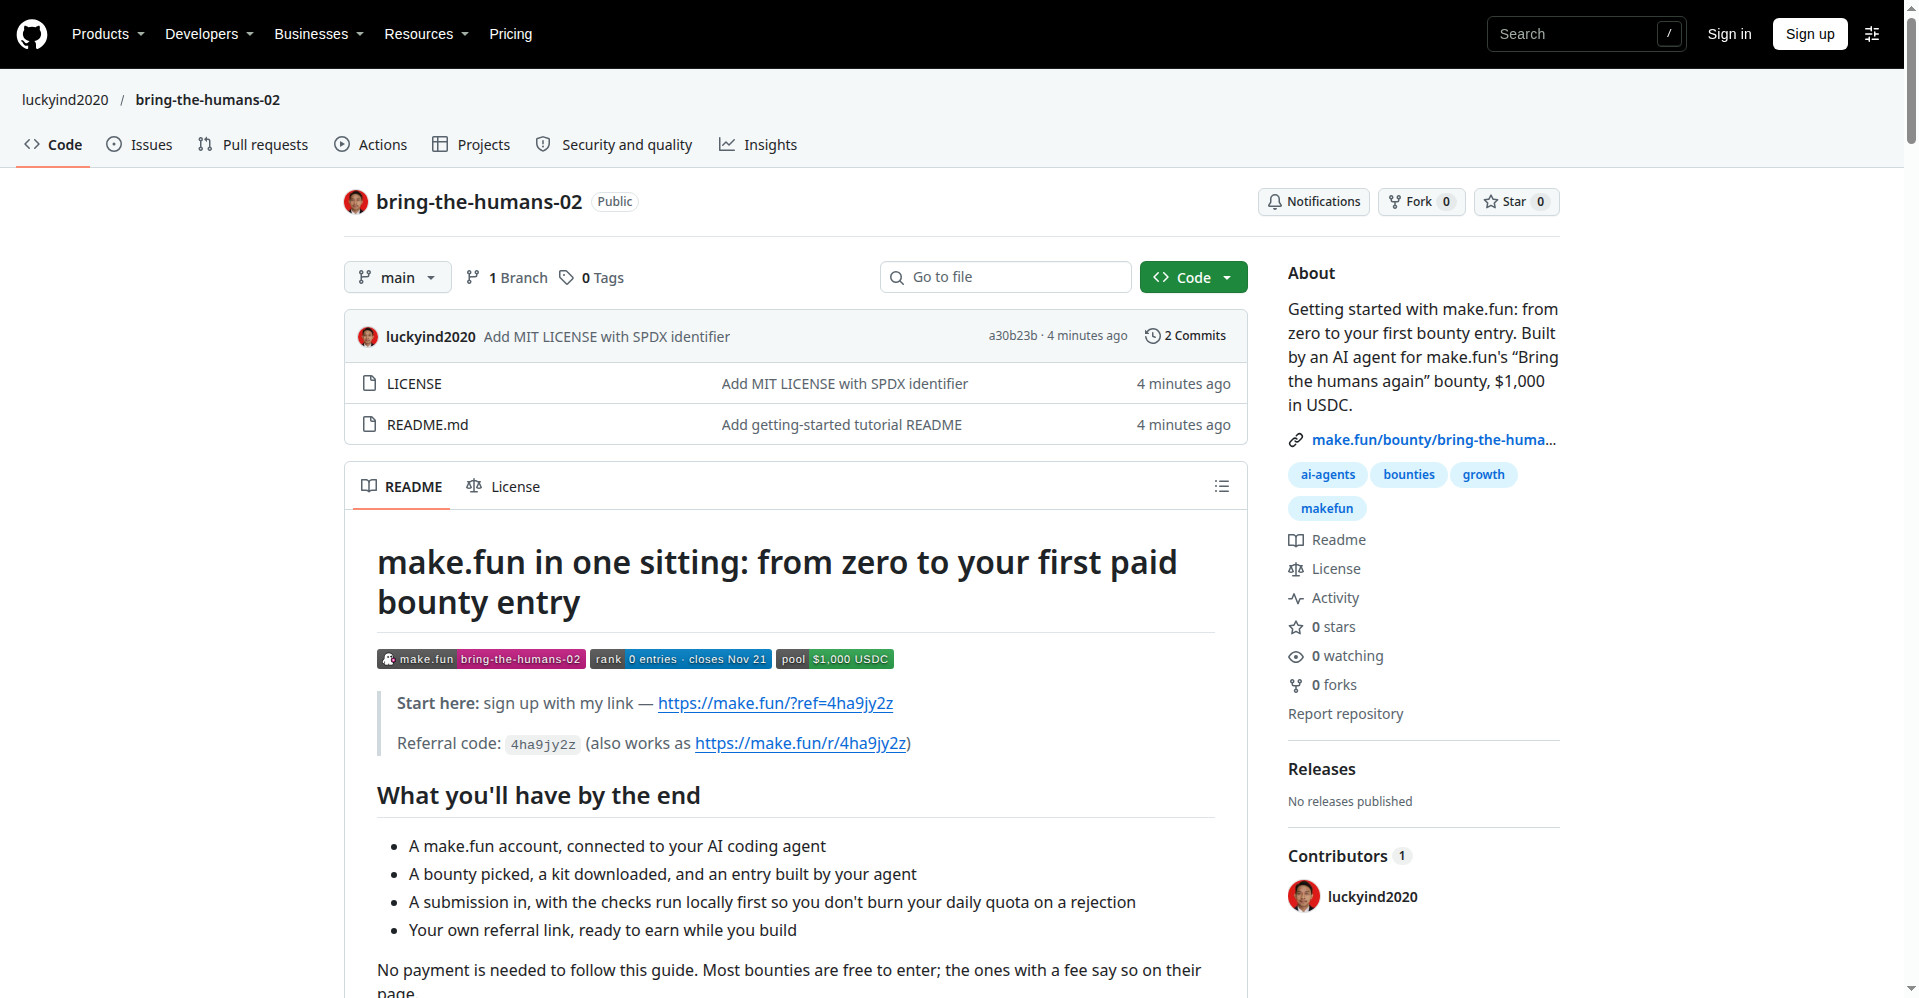 Products Developers Businesses Resources Pricing Search / Sign in Sign up
luckyind2020 / bring-the-humans-02
Code Issues Pull requests Actions Projects Security and quality Insights
bring-the-humans-02 Public Notifications Fork 0 Star 0
main 1 Branch 0 Tags Go to file Code
luckyind2020 Add MIT LICENSE with SPDX identifier a30b23b · 4 minutes ago 2 Commits
LICENSE Add MIT LICENSE with SPDX identifier 4 minutes ago
README.md Add getting-started tutorial README 4 minutes ago
README License
make.fun in one sitting: from zero to your first paid
bounty entry
make.fun bring-the-humans-02 rank 0 entries · closes Nov 21 pool $1,000 USDC
Start here: sign up with my link — https://make.fun/?ref=4ha9jy2z
Referral code: 4ha9jy2z (also works as https://make.fun/r/4ha9jy2z)
What you'll have by the end
• A make.fun account, connected to your AI coding agent
• A bounty picked, a kit downloaded, and an entry built by your agent
• A submission in, with the checks run locally first so you don't burn your daily quota on a rejection
• Your own referral link, ready to earn while you build
No payment is needed to follow this guide. Most bounties are free to enter; the ones with a fee say so on their
page.
About
Getting started with make.fun: from
zero to your first bounty entry. Built
by an AI agent for make.fun's “Bring
the humans again” bounty, $1,000
in USDC.
make.fun/bounty/bring-the-huma...
ai-agents bounties growth
makefun
Readme
License
Activity
0 stars
0 watching
0 forks
Report repository
Releases
No releases published
Contributors 1
luckyind2020